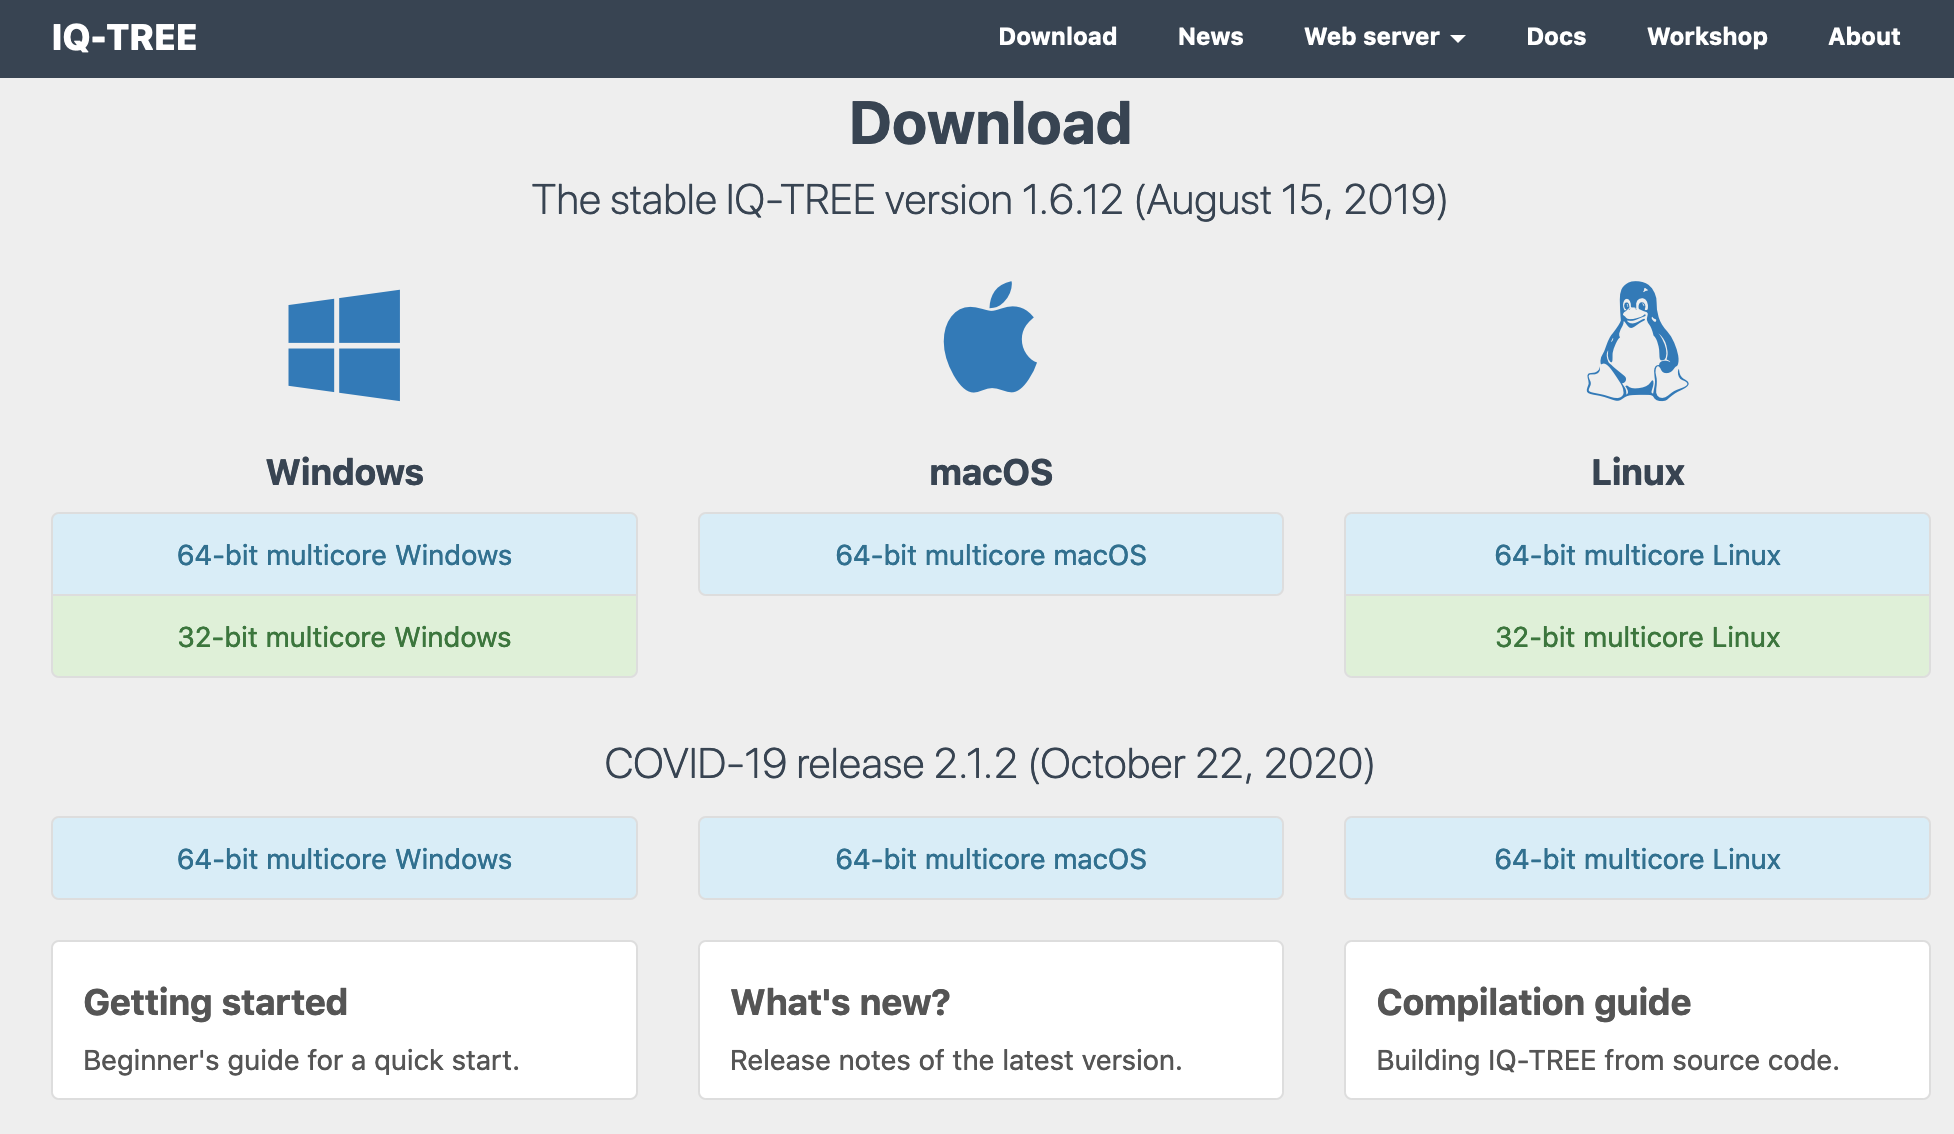 IQ-TREE Download News Web server Docs Workshop About
Download
The stable IQ-TREE version 1.6.12 (August 15, 2019)
Windows macOS Linux
64-bit multicore Windows 64-bit multicore macOS 64-bit multicore Linux
32-bit multicore Windows 32-bit multicore Linux
COVID-19 release 2.1.2 (October 22, 2020)
64-bit multicore Windows 64-bit multicore macOS 64-bit multicore Linux
Getting started
Beginner's guide for a quick start.
What's new?
Release notes of the latest version.
Compilation guide
Building IQ-TREE from source code.